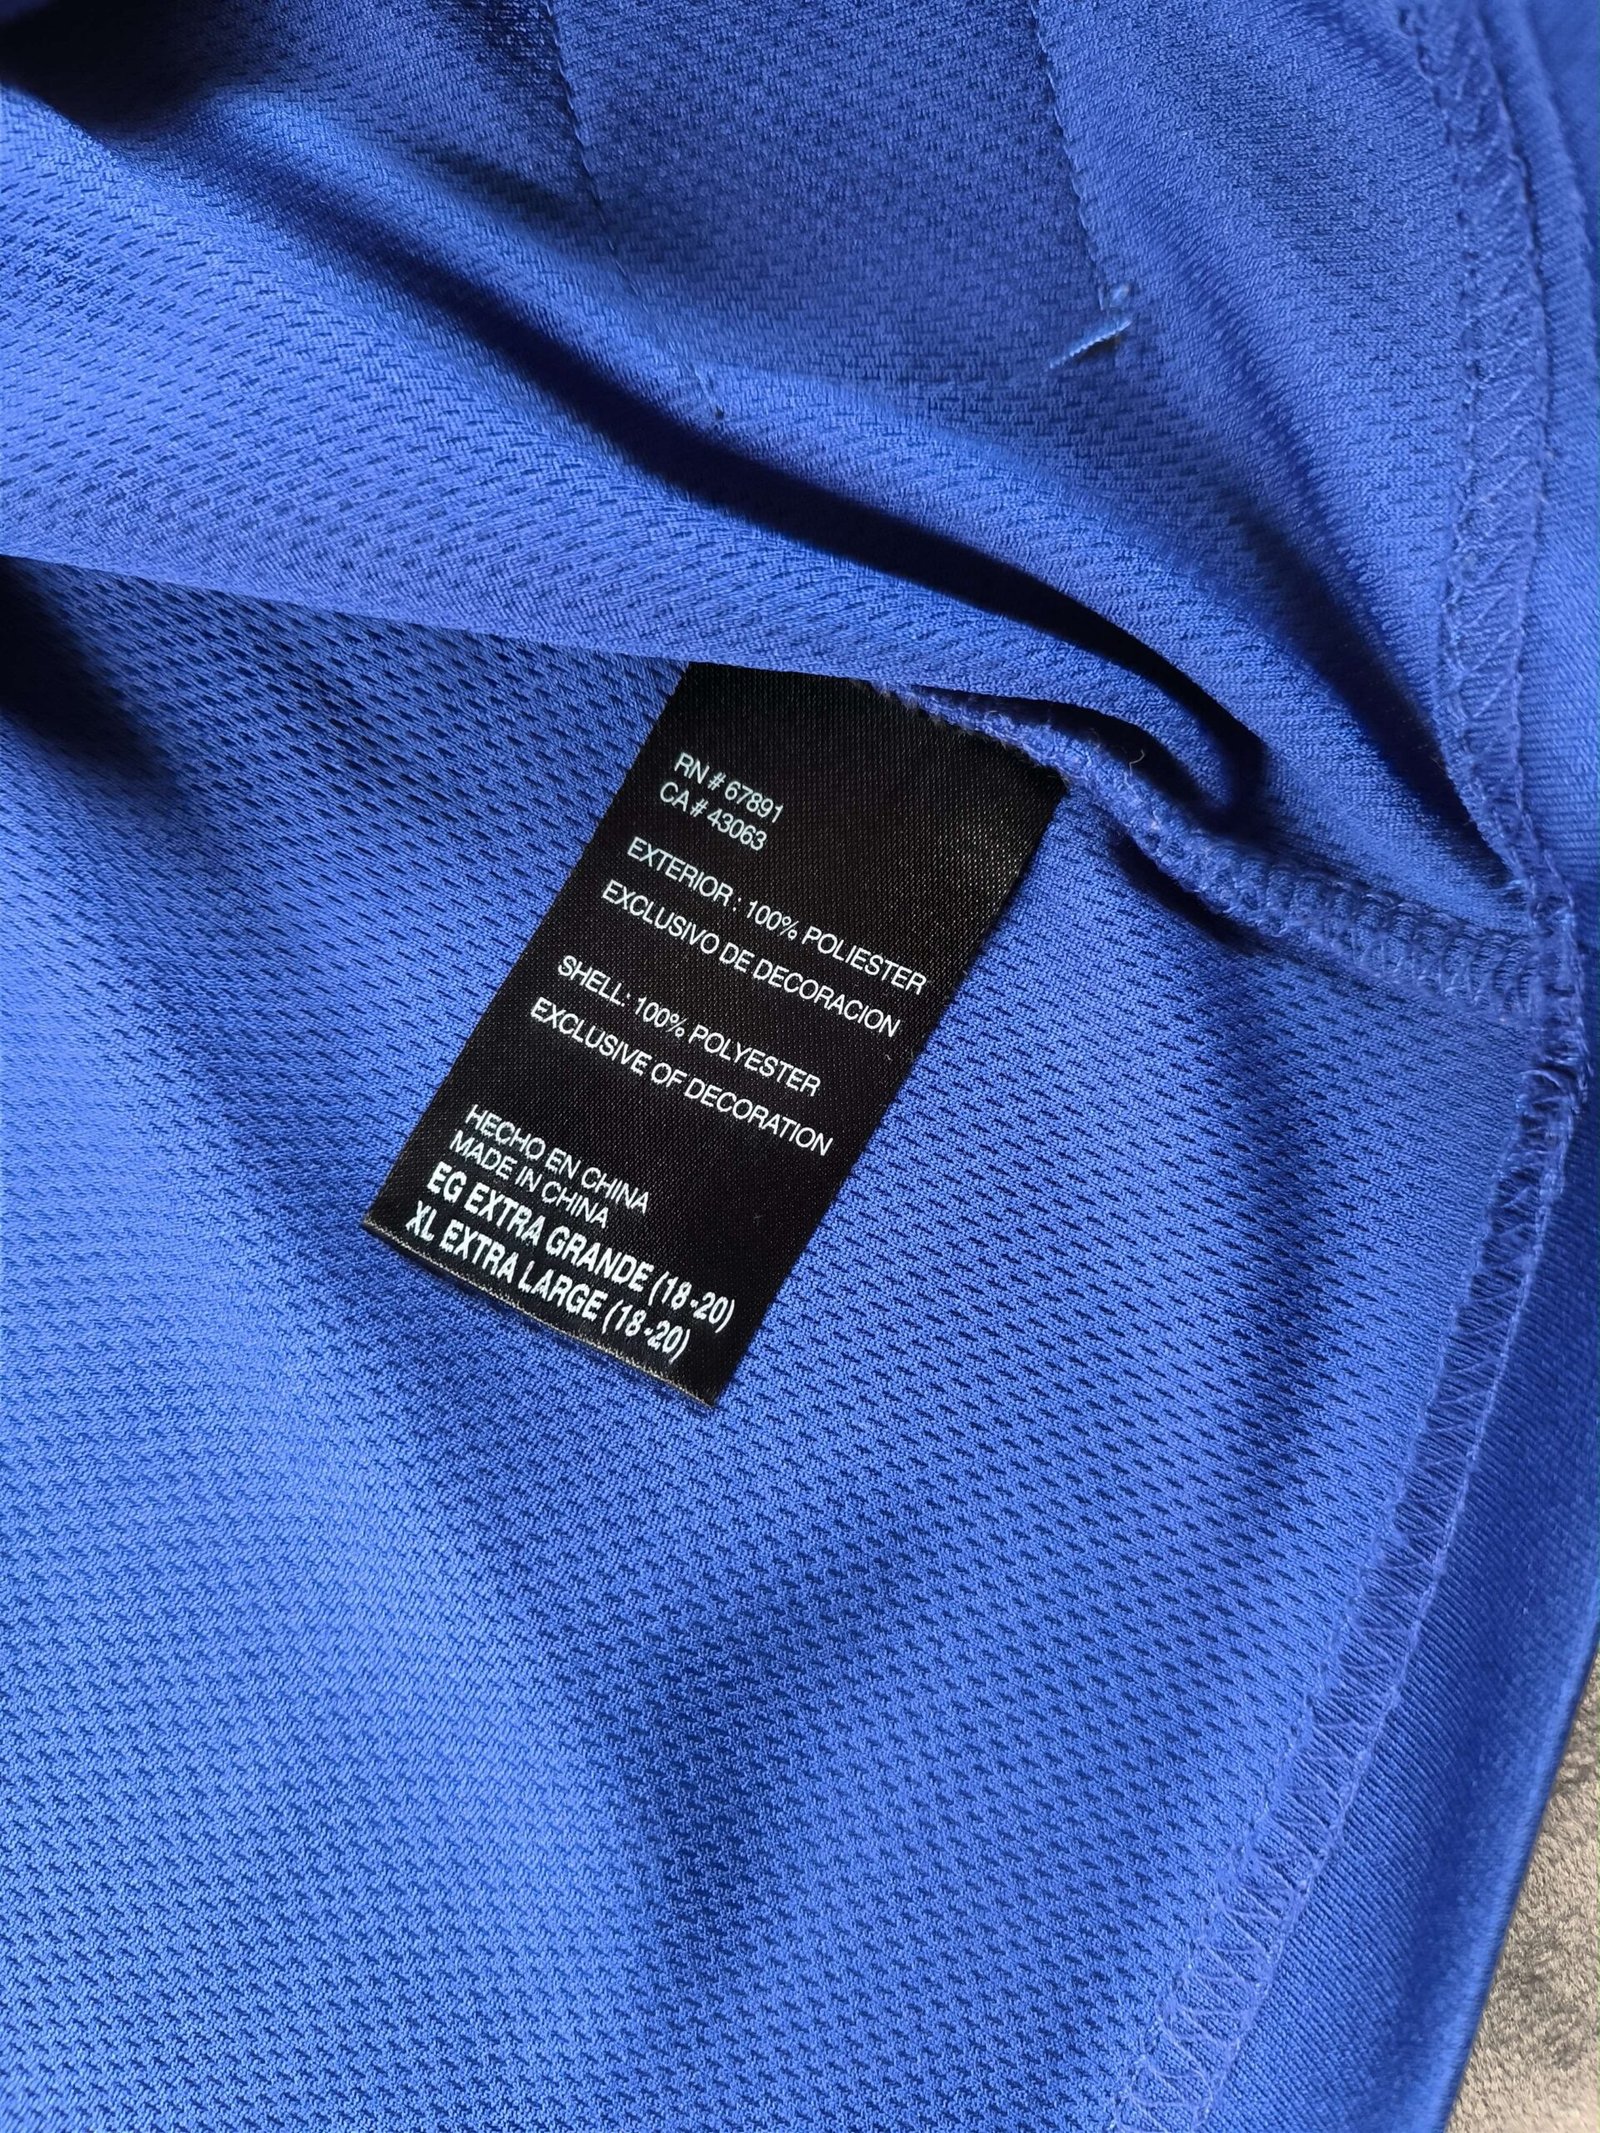 RN # 67891
CA # 43063
EXTERIOR : 100% POLIESTER
EXCLUSIVO DE DECORACION
SHELL: 100% POLYESTER
EXCLUSIVE OF DECORATION
HECHO EN CHINA
MADE IN CHINA
EG EXTRA GRANDE (18-20)
XL EXTRA LARGE (18-20)